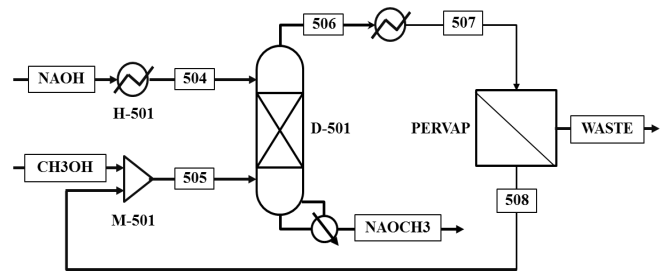 506
507
NAOH
504
H-501
D-501
PERVAP
WASTE
CH3OH
505
M-501
508
NAOCH3